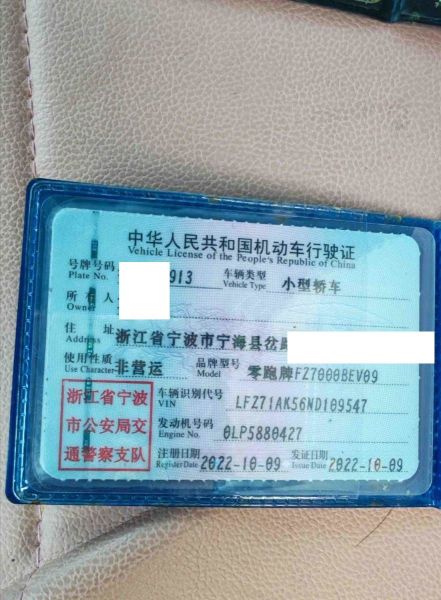 中华人民共和国机动车行驶证
Vehicle License of the People's Republic of China
号牌号码 Plate No. 913 车辆类型 Vehicle Type 小型轿车
所有人 Owner
住址 Address 浙江省宁波市宁海县岔路
使用性质 Use Character 非营运 品牌型号 Model 零跑牌FZ7000BEV09
车辆识别代号 VIN LFZ71AK56ND109547
发动机号码 Engine No. 0LP5880427
注册日期 Register Date 2022-10-09 发证日期 Issue Date 2022-10-09
浙江省宁波
市公安局交
通警察支队